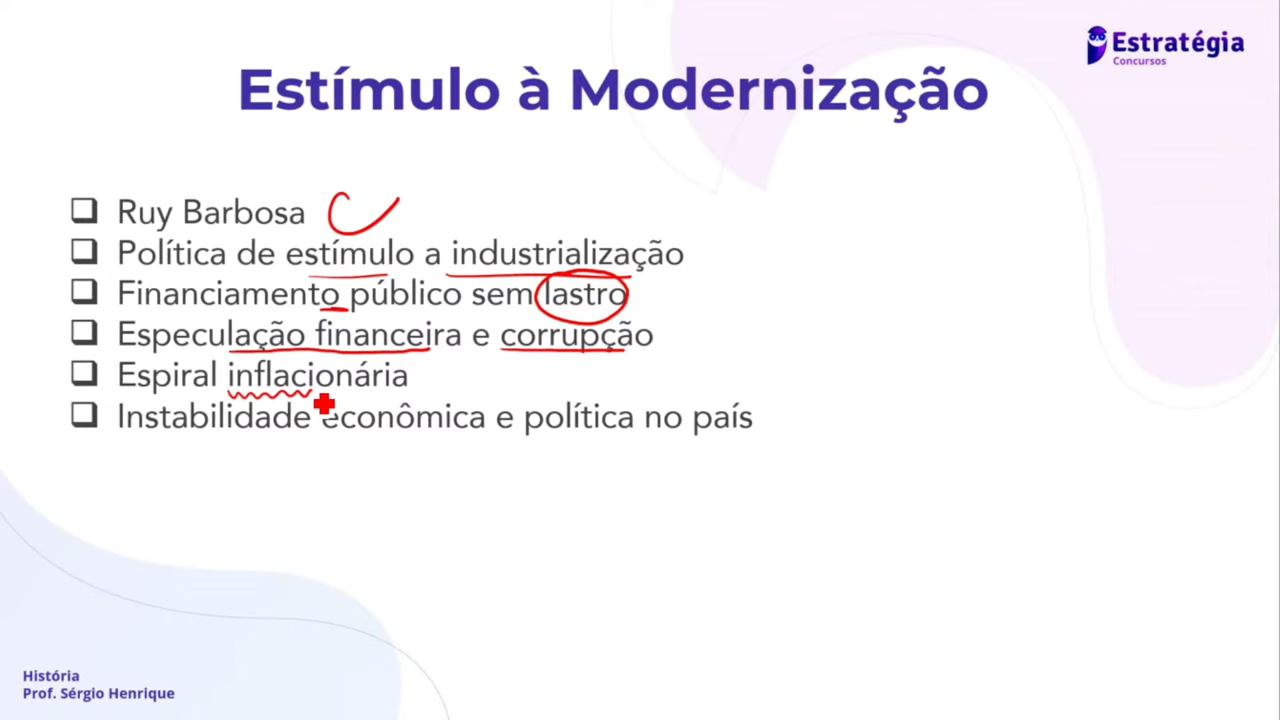 Estratégia
Concursos
Estímulo à Modernização
Ruy Barbosa
Política de estímulo a industrialização
Financiamento público sem lastro
Especulação financeira e corrupção
Espiral inflacionária
Instabilidade econômica e política no país
História
Prof. Sérgio Henrique